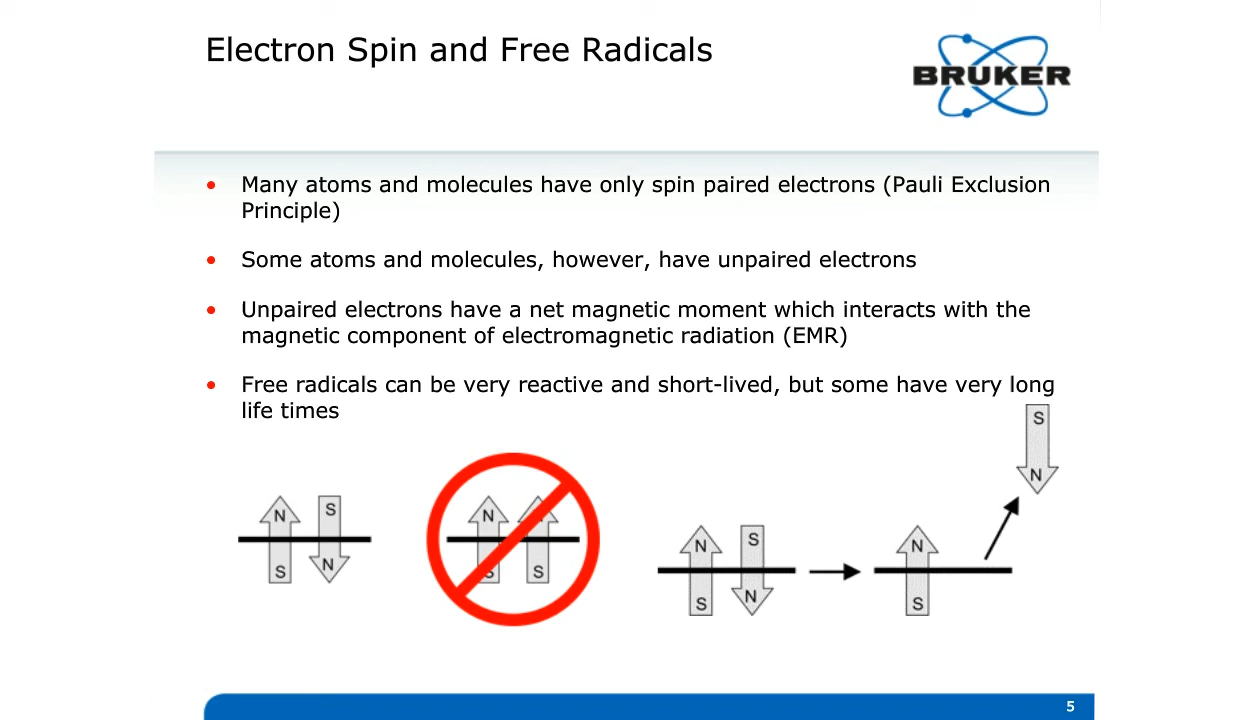 Electron Spin and Free Radicals
BRUKER
Many atoms and molecules have only spin paired electrons (Pauli Exclusion
Principle)
Some atoms and molecules, however, have unpaired electrons
Unpaired electrons have a net magnetic moment which interacts with the
magnetic component of electromagnetic radiation (EMR)
Free radicals can be very reactive and short-lived, but some have very long
life times
S
N
N S
S N
N N
S S
N S
S N
N
S
5